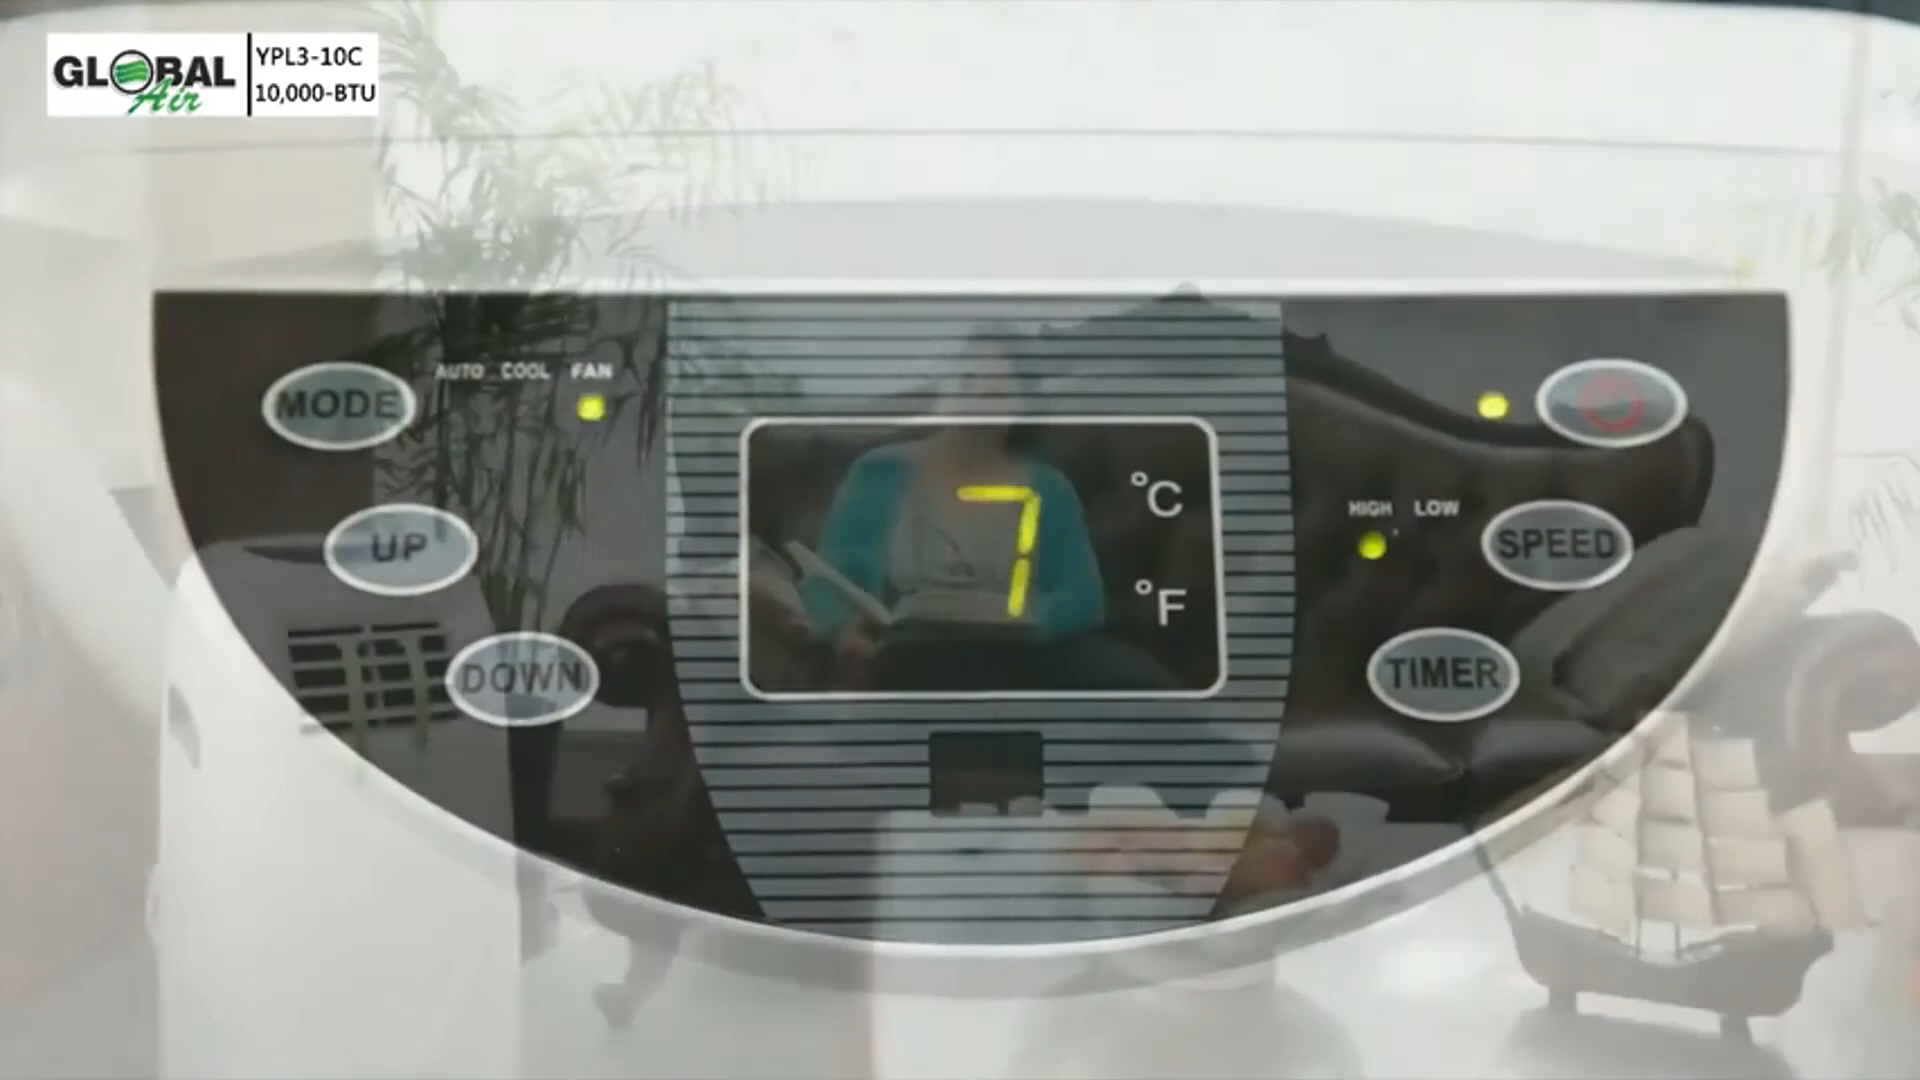 GLOBAL Air
YPL3-10C
10,000-BTU
MODE
AUTO COOL FAN
UP
DOWN
7
°C
°F
HIGH LOW
SPEED
TIMER